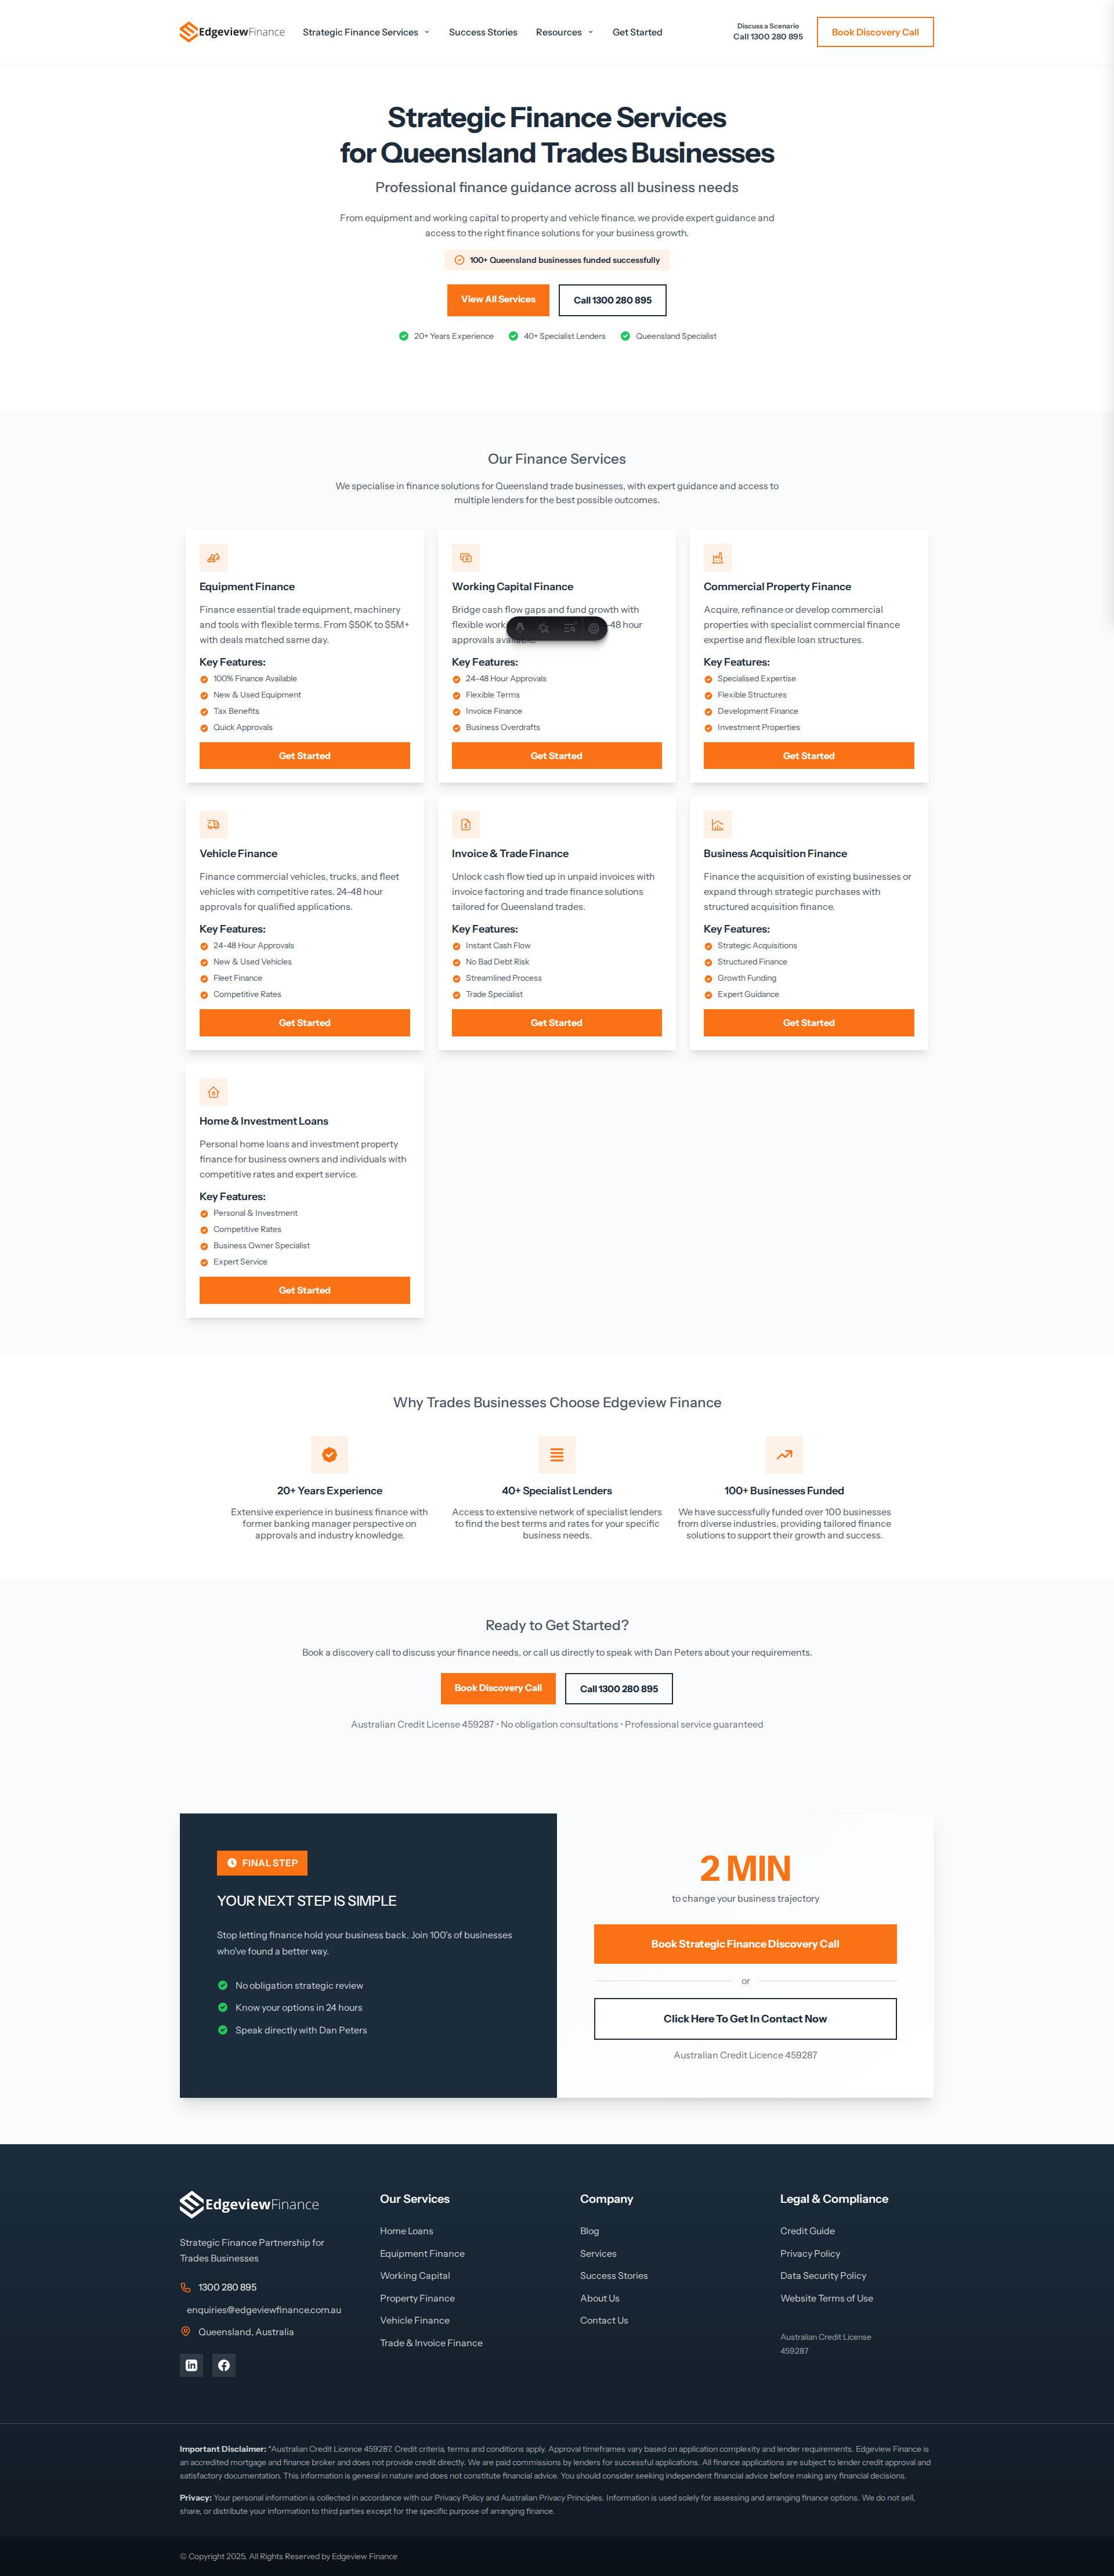 EdgeviewFinance
Strategic Finance Services
Success Stories
Resources
Get Started
Discuss a Scenario
Call 1300 280 895
Book Discovery Call
Strategic Finance Services
for Queensland Trades Businesses
Professional finance guidance across all business needs
From equipment and working capital to property and vehicle finance, we provide expert guidance and
access to the right finance solutions for your business growth.
100+ Queensland businesses funded successfully
View All Services
Call 1300 280 895
20+ Years Experience
40+ Specialist Lenders
Queensland Specialist
Our Finance Services
We specialise in finance solutions for Queensland trade businesses, with expert guidance and access to
multiple lenders for the best possible outcomes.
Equipment Finance
Finance essential trade equipment, machinery
and tools with flexible terms. From $50K to $5M+
with deals matched same day.
Key Features:
100% Finance Available
New & Used Equipment
Tax Benefits
Quick Approvals
Get Started
Working Capital Finance
Bridge cash flow gaps and fund growth with
flexible -48 hour
approvals
Key Features:
24-48 Hour Approvals
Flexible Terms
Invoice Finance
Business Overdrafts
Get Started
Commercial Property Finance
Acquire, refinance or develop commercial
properties with specialist commercial finance
expertise and flexible loan structures.
Key Features:
Specialised Expertise
Flexible Structures
Development Finance
Investment Properties
Get Started
Vehicle Finance
Finance commercial vehicles, trucks, and fleet
vehicles with competitive rates. 24-48 hour
approvals for qualified applications.
Key Features:
24-48 Hour Approvals
New & Used Vehicles
Fleet Finance
Competitive Rates
Get Started
Invoice & Trade Finance
Unlock cash flow tied up in unpaid invoices with
invoice factoring and trade finance solutions
tailored for Queensland trades.
Key Features:
Instant Cash Flow
No Bad Debt Risk
Streamlined Process
Trade Specialist
Get Started
Business Acquisition Finance
Finance the acquisition of existing businesses or
expand through strategic purchases with
structured acquisition finance.
Key Features:
Strategic Acquisitions
Structured Finance
Growth Funding
Expert Guidance
Get Started
Home & Investment Loans
Personal home loans and investment property
finance for business owners and individuals with
competitive rates and expert service.
Key Features:
Personal & Investment
Competitive Rates
Business Owner Specialist
Expert Service
Get Started
Why Trades Businesses Choose Edgeview Finance
20+ Years Experience
Extensive experience in business finance with
former banking manager perspective on
approvals and industry knowledge.
40+ Specialist Lenders
Access to extensive network of specialist lenders
to find the best terms and rates for your specific
business needs.
100+ Businesses Funded
We have successfully funded over 100 businesses
from diverse industries, providing tailored finance
solutions to support their growth and success.
Ready to Get Started?
Book a discovery call to discuss your finance needs, or call us directly to speak with Dan Peters about your requirements.
Book Discovery Call
Call 1300 280 895
Australian Credit License 459287 • No obligation consultations • Professional service guaranteed
FINAL STEP
YOUR NEXT STEP IS SIMPLE
Stop letting finance hold your business back. Join 100's of businesses
who've found a better way.
No obligation strategic review
Know your options in 24 hours
Speak directly with Dan Peters
2 MIN
to change your business trajectory
Book Strategic Finance Discovery Call
or
Click Here To Get In Contact Now
Australian Credit Licence 459287
EdgeviewFinance
Strategic Finance Partnership for
Trades Businesses
1300 280 895
enquiries@edgeviewfinance.com.au
Queensland, Australia
Our Services
Home Loans
Equipment Finance
Working Capital
Property Finance
Vehicle Finance
Trade & Invoice Finance
Company
Blog
Services
Success Stories
About Us
Contact Us
Legal & Compliance
Credit Guide
Privacy Policy
Data Security Policy
Website Terms of Use
Australian Credit License
459287
Important Disclaimer: *Australian Credit Licence 459287. Credit criteria, terms and conditions apply. Approval timeframes vary based on application complexity and lender requirements. Edgeview Finance is
an accredited mortgage and finance broker and does not provide credit directly. We are paid commissions by lenders for successful applications. All finance applications are subject to lender credit approval and
satisfactory documentation. This information is general in nature and does not constitute financial advice. You should consider seeking independent financial advice before making any financial decisions.
Privacy: Your personal information is collected in accordance with our Privacy Policy and Australian Privacy Principles. Information is used solely for assessing and arranging finance options. We do not sell,
share, or distribute your information to third parties except for the specific purpose of arranging finance.
© Copyright 2025, All Rights Reserved by Edgeview Finance